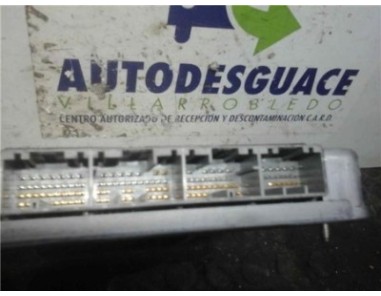 AUTODESGUACE
VILLARROBLEDO
CENTRO AUTORIZADO DE RECEPCIÓN Y DESCONTAMINACIÓN C.A.R.D.